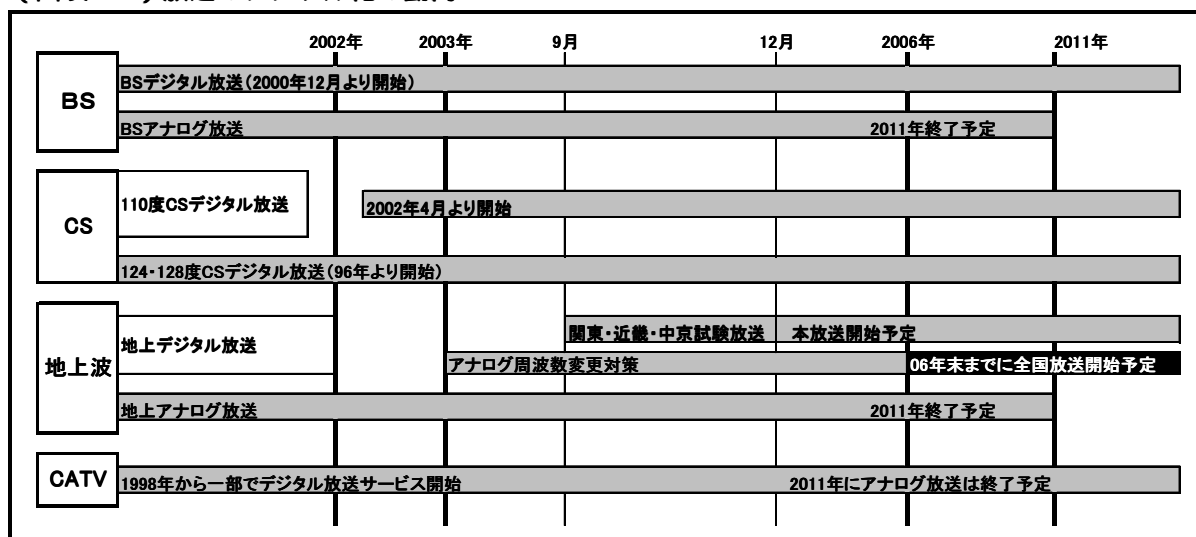 2002年 2003年 9月 12月 2006年 2011年
BS
BSデジタル放送(2000年12月より開始)
BSアナログ放送 2011年終了予定
CS
110度CSデジタル放送
2002年4月より開始
124・128度CSデジタル放送(96年より開始)
地上波
地上デジタル放送
関東・近畿・中京試験放送 本放送開始予定
アナログ周波数変更対策 06年末までに全国放送開始予定
地上アナログ放送 2011年終了予定
CATV
1998年から一部でデジタル放送サービス開始 2011年にアナログ放送は終了予定